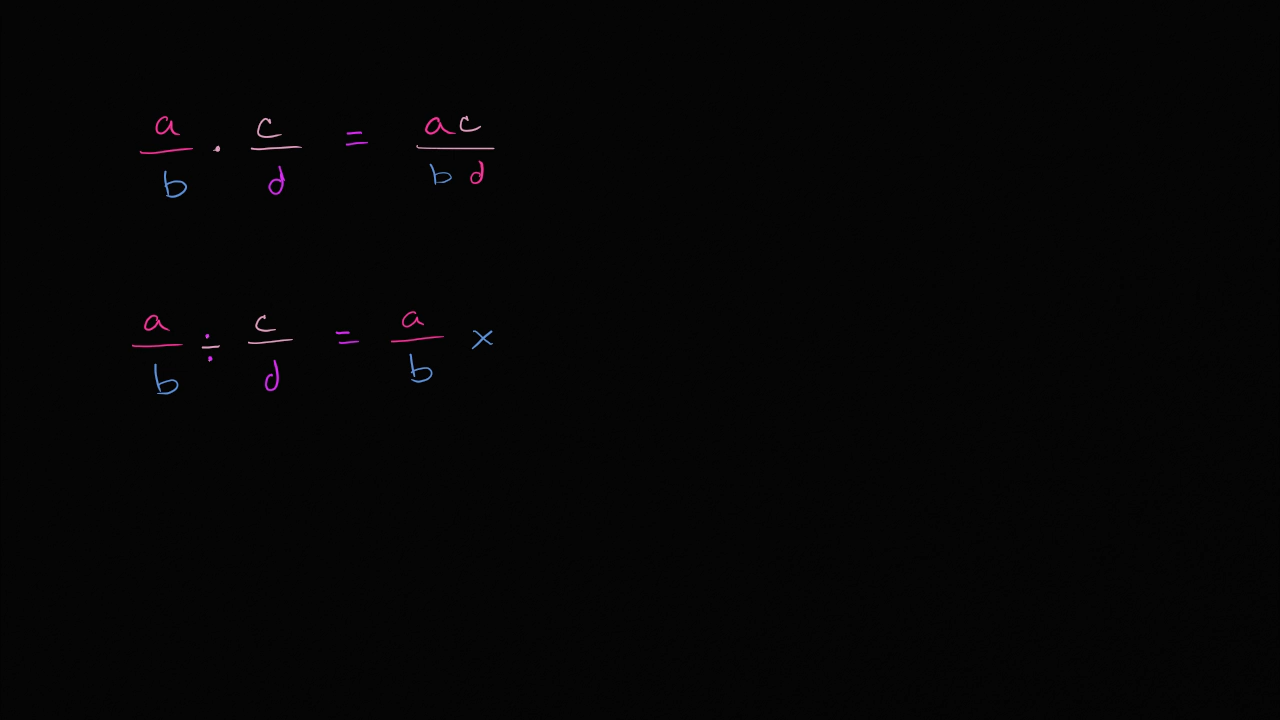 a/b · c/d = ac/bd
a/b ÷ c/d = a/b ×